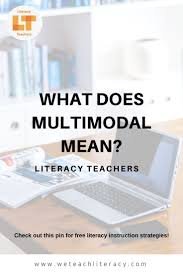 Literacy
LT
Teachers
WHAT DOES
MULTIMODAL
MEAN?
LITERACY TEACHERS
Check out this pin for free literacy instruction strategies!
www.weteachliteracy.com